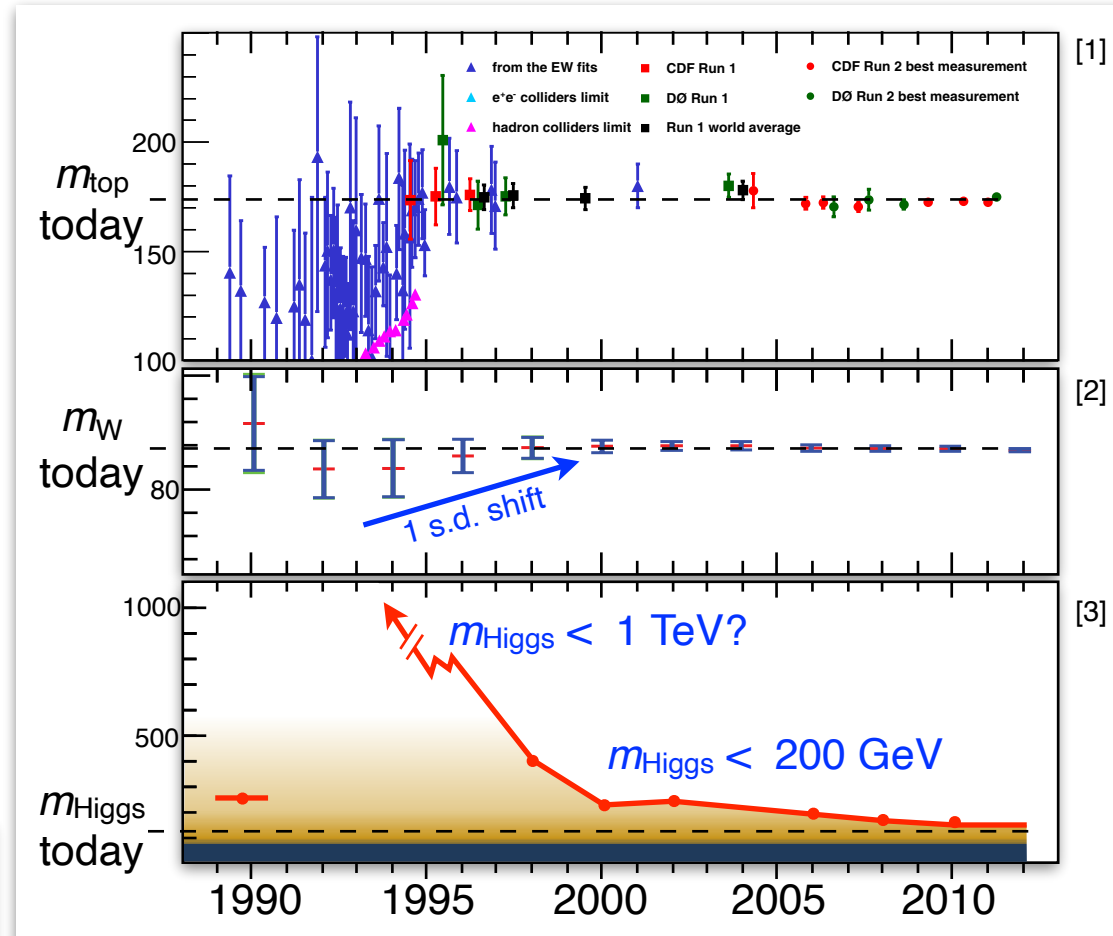 [1]
from the EW fits
e⁺e⁻ colliders limit
hadron colliders limit
CDF Run 1
DØ Run 1
Run 1 world average
CDF Run 2 best measurement
DØ Run 2 best measurement
200
150
100
mtop
today
[2]
mW
today
80
1 s.d. shift
[3]
1000
500
mHiggs < 1 TeV?
mHiggs < 200 GeV
mHiggs
today
1990 1995 2000 2005 2010